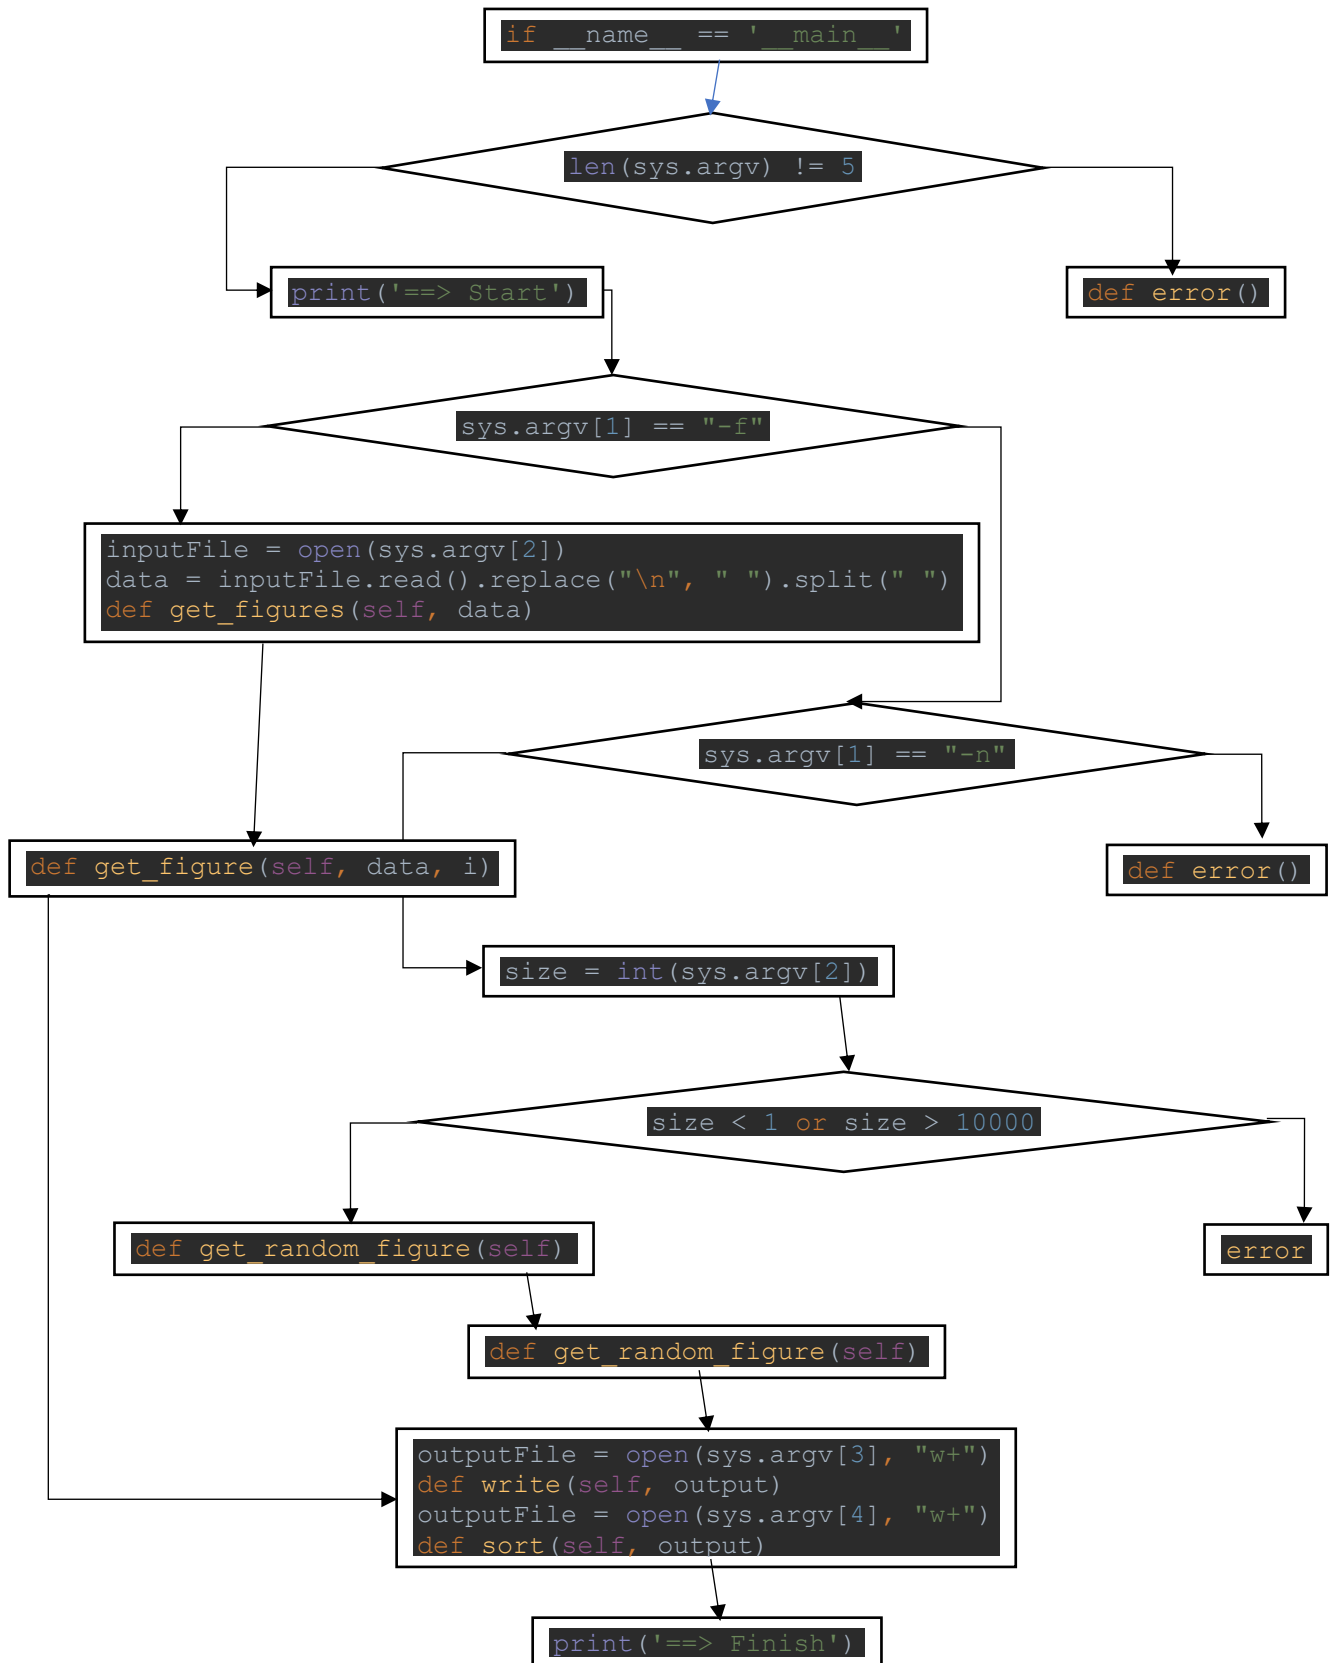 if __name__ == '__main__'
len(sys.argv) != 5
print('==> Start')
def error()
sys.argv[1] == "-f"
inputFile = open(sys.argv[2])
data = inputFile.read().replace("\n", " ").split(" ")
def get_figures(self, data)
sys.argv[1] == "-n"
def get_figure(self, data, i)
def error()
size = int(sys.argv[2])
size < 1 or size > 10000
def get_random_figure(self)
error
def get_random_figure(self)
outputFile = open(sys.argv[3], "w+")
def write(self, output)
outputFile = open(sys.argv[4], "w+")
def sort(self, output)
print('==> Finish')